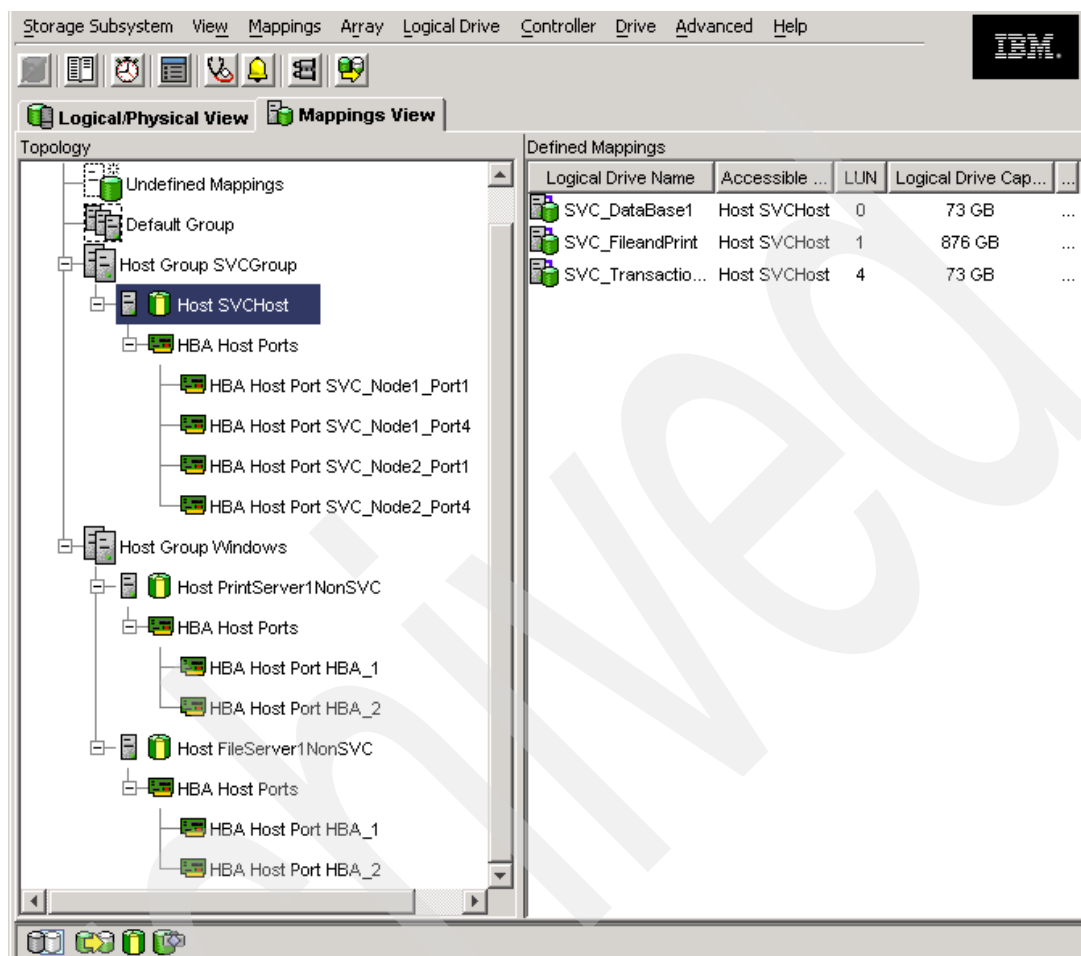 Storage Subsystem View Mappings Array Logical Drive Controller Drive Advanced Help
IBM.
Logical/Physical View Mappings View
Topology
Undefined Mappings
Default Group
Host Group SVCGroup
Host SVCHost
HBA Host Ports
HBA Host Port SVC_Node1_Port1
HBA Host Port SVC_Node1_Port4
HBA Host Port SVC_Node2_Port1
HBA Host Port SVC_Node2_Port4
Host Group Windows
Host PrintServer1NonSVC
HBA Host Ports
HBA Host Port HBA_1
HBA Host Port HBA_2
Host FileServer1NonSVC
HBA Host Ports
HBA Host Port HBA_1
HBA Host Port HBA_2
Defined Mappings
Logical Drive Name Accessible ... LUN Logical Drive Cap... ...
SVC_DataBase1 Host SVCHost 0 73 GB ...
SVC_FileandPrint Host SVCHost 1 876 GB ...
SVC_Transactio... Host SVCHost 4 73 GB ...